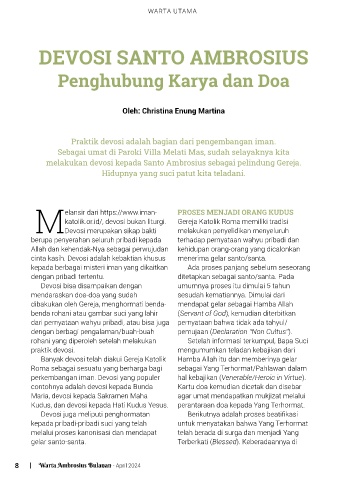 WARTA UTAMA
DEVOSI SANTO AMBROSIUS
Penghubung Karya dan Doa
Oleh: Christina Enung Martina
Praktik devosi adalah bagian dari pengembangan iman.
Sebagai umat di Paroki Villa Melati Mas, sudah selayaknya kita
melakukan devosi kepada Santo Ambrosius sebagai pelindung Gereja.
Hidupnya yang suci patut kita teladani.
Melansir dari https://www.iman-
katolik.or.id/, devosi bukan liturgi.
Devosi merupakan sikap bakti
berupa penyerahan seluruh pribadi kepada
Allah dan kehendak-Nya sebagai perwujudan
cinta kasih. Devosi adalah kebaktian khusus
kepada berbagai misteri iman yang dikaitkan
dengan pribadi tertentu.
Devosi bisa disampaikan dengan
mendaraskan doa-doa yang sudah
dibakukan oleh Gereja, menghormati benda-
benda rohani atau gambar suci yang lahir
dari pernyataan wahyu pribadi, atau bisa juga
dengan berbagi pengalaman/buah-buah
rohani yang diperoleh setelah melakukan
praktik devosi.
Banyak devosi telah diakui Gereja Katolik
Roma sebagai sesuatu yang berharga bagi
perkembangan iman. Devosi yang populer
contohnya adalah devosi kepada Bunda
Maria, devosi kepada Sakramen Maha
Kudus, dan devosi kepada Hati Kudus Yesus.
Devosi juga meliputi penghormatan
kepada pribadi-pribadi suci yang telah
melalui proses kanonisasi dan mendapat
gelar santo-santa.
PROSES MENJADI ORANG KUDUS
Gereja Katolik Roma memiliki tradisi
melakukan penyelidikan menyeluruh
terhadap pernyataan wahyu pribadi dan
kehidupan orang-orang yang dicalonkan
menerima gelar santo/santa.
Ada proses panjang sebelum seseorang
ditetapkan sebagai santo/santa. Pada
umumnya proses itu dimulai 5 tahun
sesudah kematiannya. Dimulai dari
mendapat gelar sebagai Hamba Allah
(Servant of God), kemudian diterbitkan
pernyataan bahwa tidak ada tahyul/
pemujaan (Declaration "Non Cultus").
Setelah informasi terkumpul, Bapa Suci
mengumumkan teladan kebajikan dari
Hamba Allah itu dan memberinya gelar
sebagai Yang Terhormat/Pahlawan dalam
hal kebajikan (Venerable/Heroic in Virtue).
Kartu doa kemudian dicetak dan disebar
agar umat mendapatkan mukjizat melalui
perantaraan doa kepada Yang Terhormat.
Berikutnya adalah proses beatifikasi
untuk menyatakan bahwa Yang Terhormat
telah berada di surga dan menjadi Yang
Terberkati (Blessed). Keberadaannya di
8 | Warta Ambrosius Bulanan - April 2024